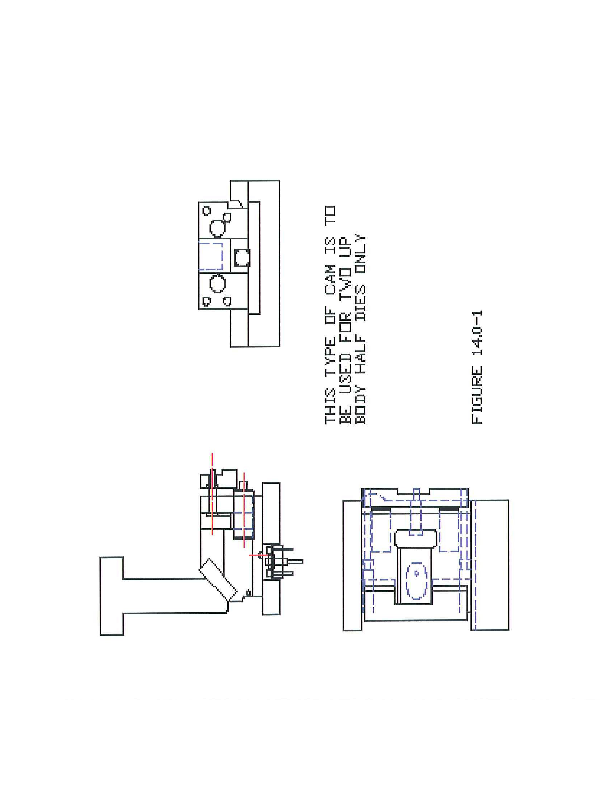 THIS TYPE OF CAM IS TO
BE USED FOR TWO UP
BODY HALF DIES ONLY
FIGURE 14.0-1